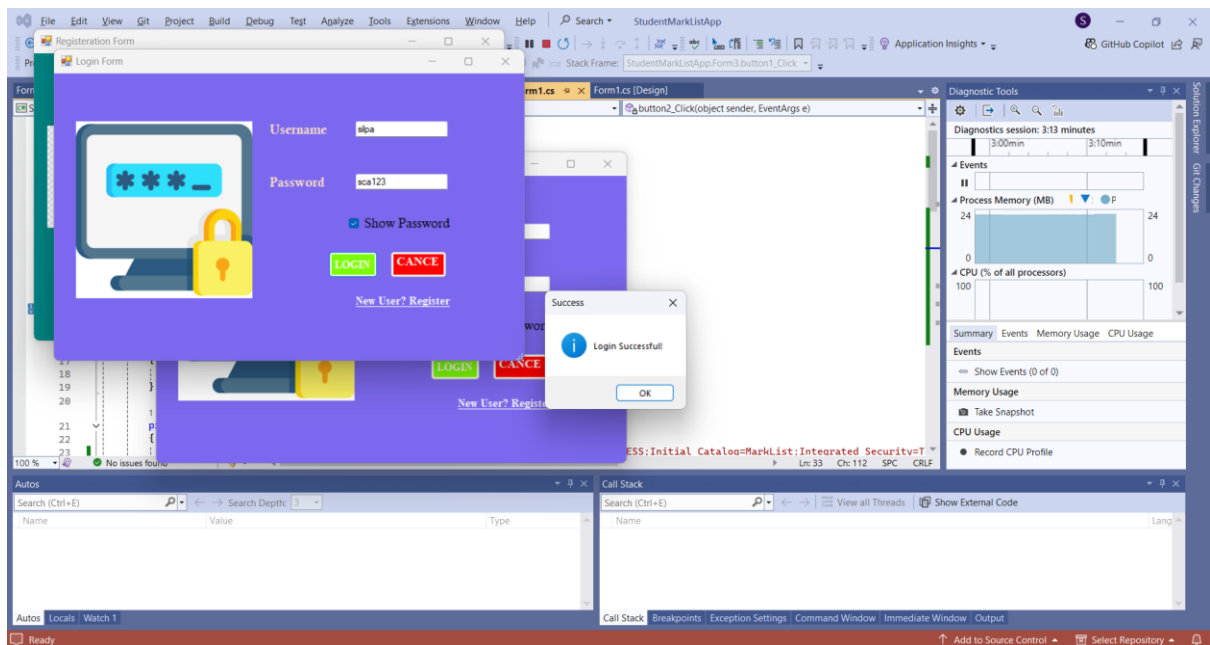 File Edit View Git Project Build Debug Test Analyze Tools Extensions Window Help Search StudentMarkListApp S
Registeration Form
Application Insights GitHub Copilot
Login Form
Stack Frame: StudentMarkListApp.Form3.button1_Click
Form1.cs [Design]
button2_Click(object sender, EventArgs e)
Username silpa
Password sca123
Show Password
LOGIN CANCE
New User? Register
LOGIN CANCE
New User? Registe
Success
Login Successful!
OK
17
18
19 }
20
21
22 {
23 ESS;Initial Catalog=MarkList;Integrated Security=T
100 % No issues found Ln: 33 Ch: 112 SPC CRLF
Diagnostic Tools
Diagnostics session: 3:13 minutes
3:00min 3:10min
Events
Process Memory (MB) P
24 24
0 0
CPU (% of all processors)
100 100
Summary Events Memory Usage CPU Usage
Events
Show Events (0 of 0)
Memory Usage
Take Snapshot
CPU Usage
Record CPU Profile
Solution Explorer
Git Changes
Autos
Search (Ctrl+E) Search Depth: 3
Name Value Type
Autos Locals Watch 1
Call Stack
Search (Ctrl+E) View all Threads Show External Code
Name Lang
Call Stack Breakpoints Exception Settings Command Window Immediate Window Output
Ready Add to Source Control Select Repository